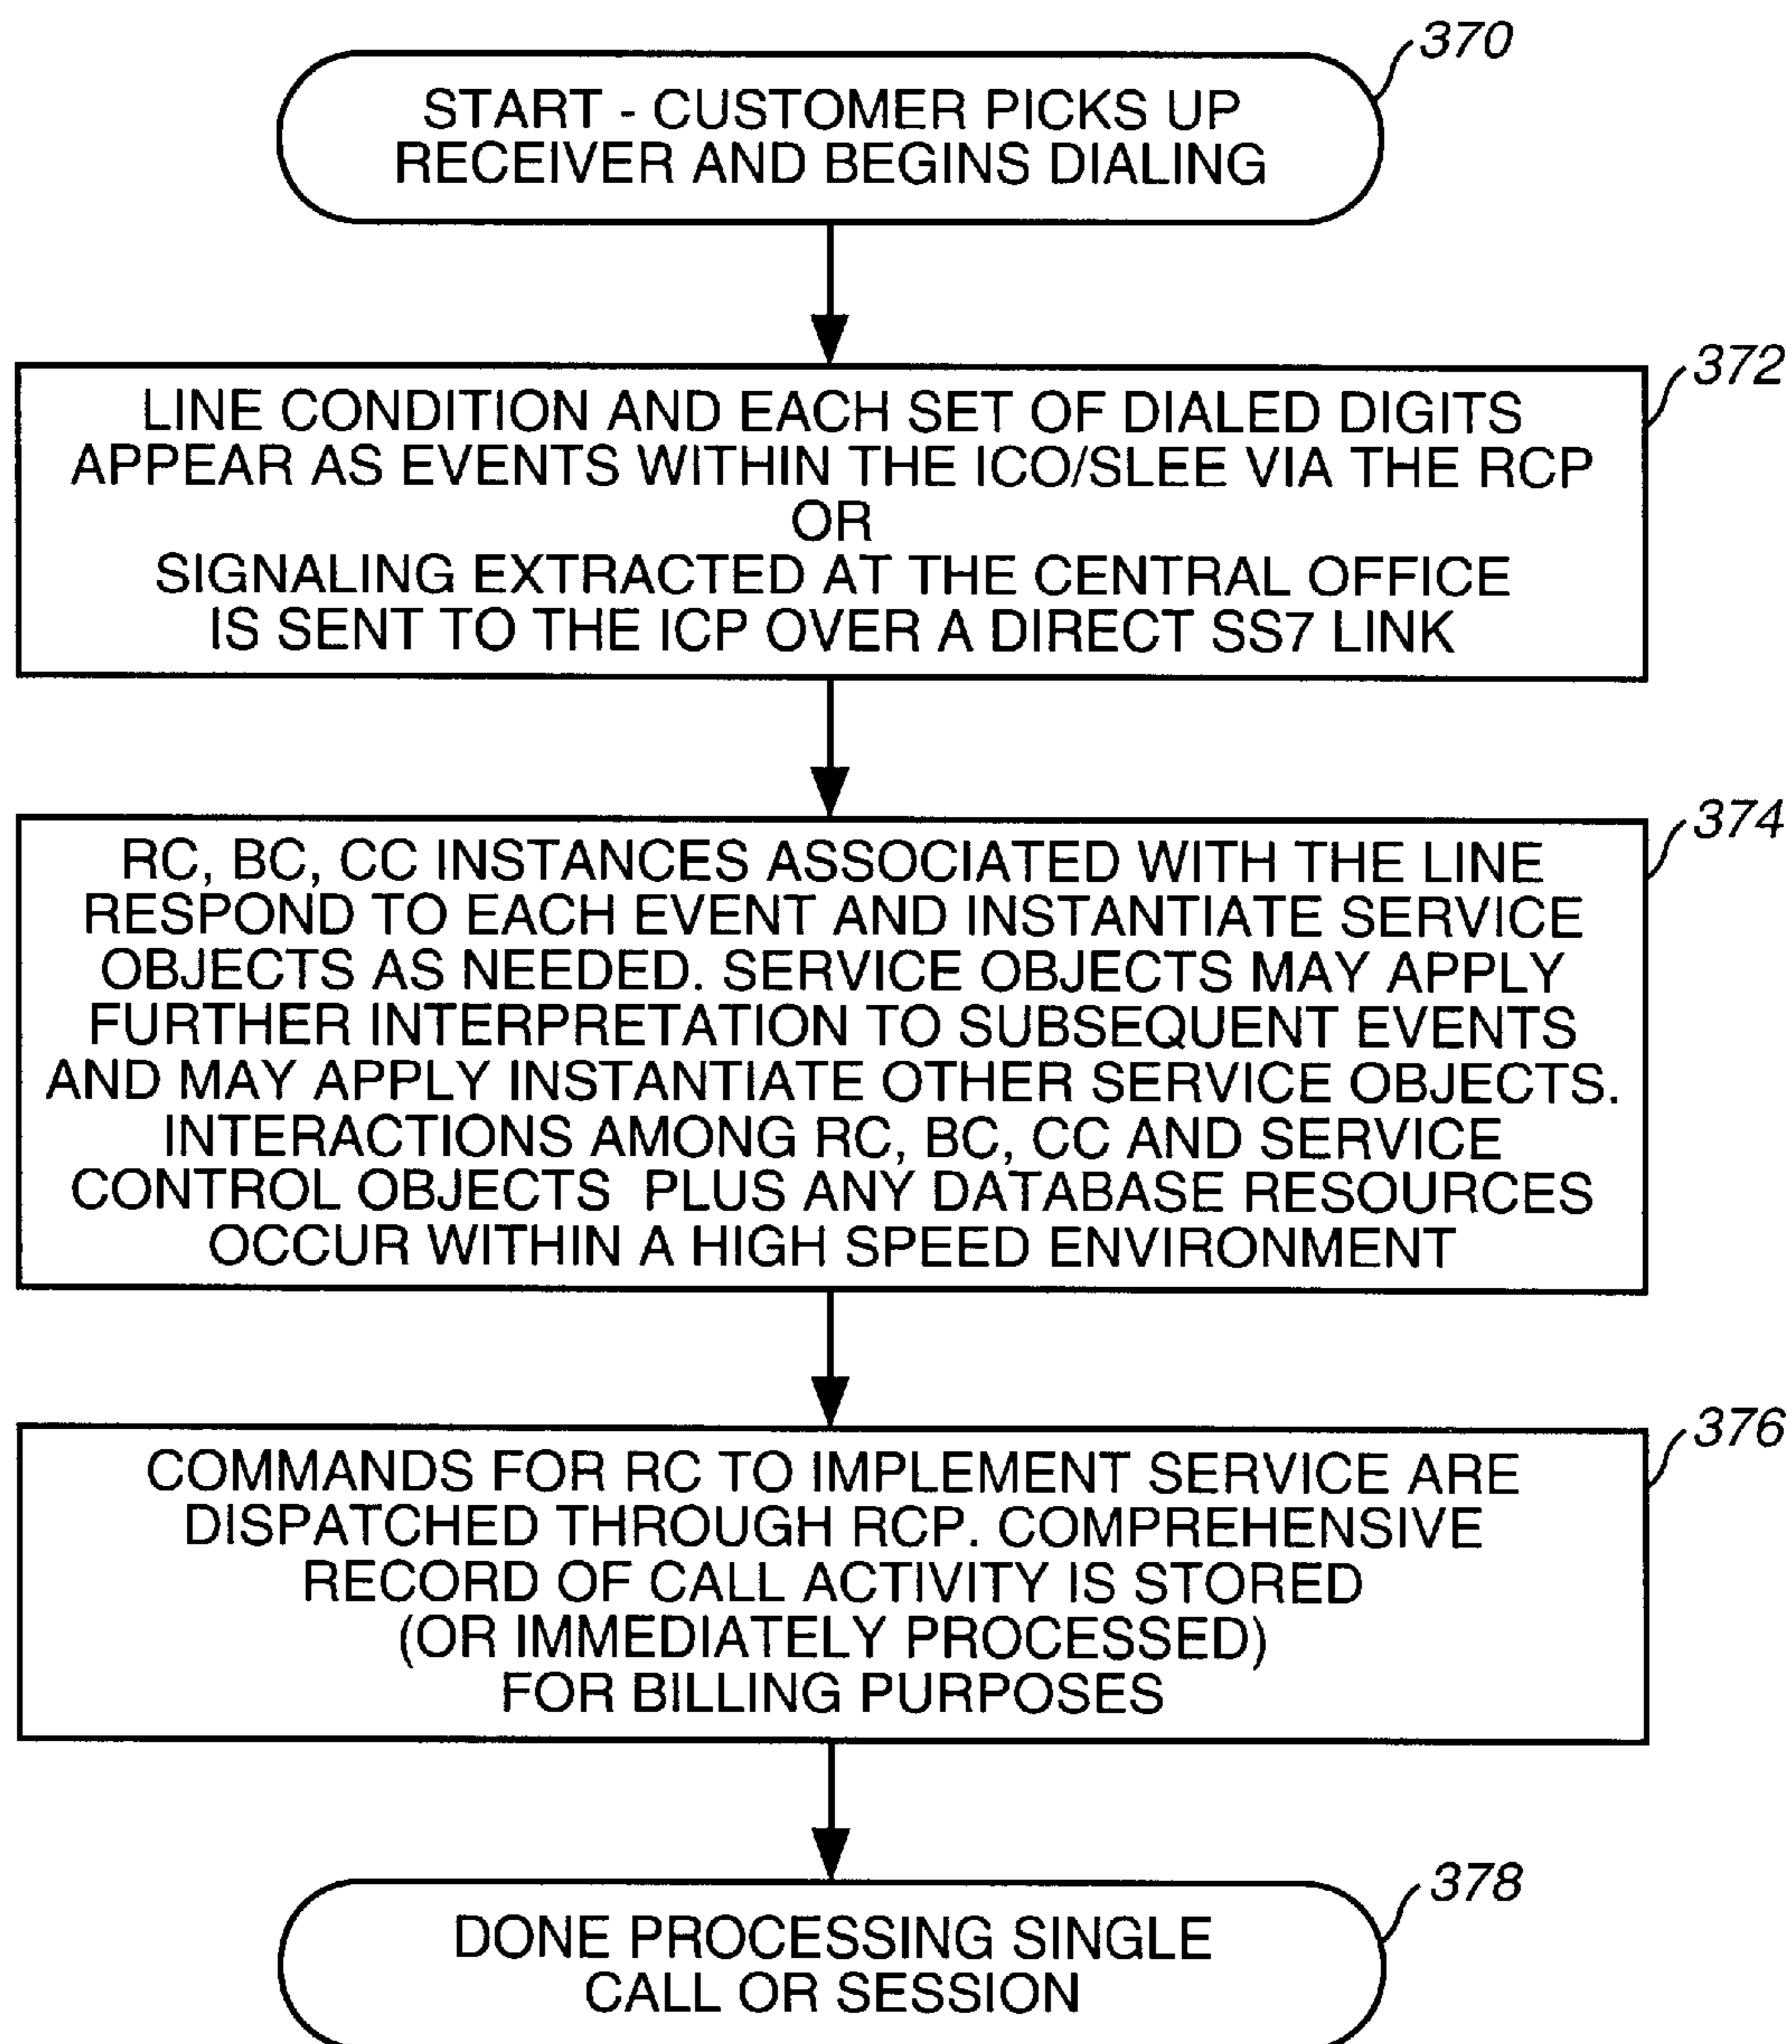 370
START - CUSTOMER PICKS UP
RECEIVER AND BEGINS DIALING
372
LINE CONDITION AND EACH SET OF DIALED DIGITS
APPEAR AS EVENTS WITHIN THE ICO/SLEE VIA THE RCP
OR
SIGNALING EXTRACTED AT THE CENTRAL OFFICE
IS SENT TO THE ICP OVER A DIRECT SS7 LINK
374
RC, BC, CC INSTANCES ASSOCIATED WITH THE LINE
RESPOND TO EACH EVENT AND INSTANTIATE SERVICE
OBJECTS AS NEEDED. SERVICE OBJECTS MAY APPLY
FURTHER INTERPRETATION TO SUBSEQUENT EVENTS
AND MAY APPLY INSTANTIATE OTHER SERVICE OBJECTS.
INTERACTIONS AMONG RC, BC, CC AND SERVICE
CONTROL OBJECTS PLUS ANY DATABASE RESOURCES
OCCUR WITHIN A HIGH SPEED ENVIRONMENT
376
COMMANDS FOR RC TO IMPLEMENT SERVICE ARE
DISPATCHED THROUGH RCP. COMPREHENSIVE
RECORD OF CALL ACTIVITY IS STORED
(OR IMMEDIATELY PROCESSED)
FOR BILLING PURPOSES
378
DONE PROCESSING SINGLE
CALL OR SESSION